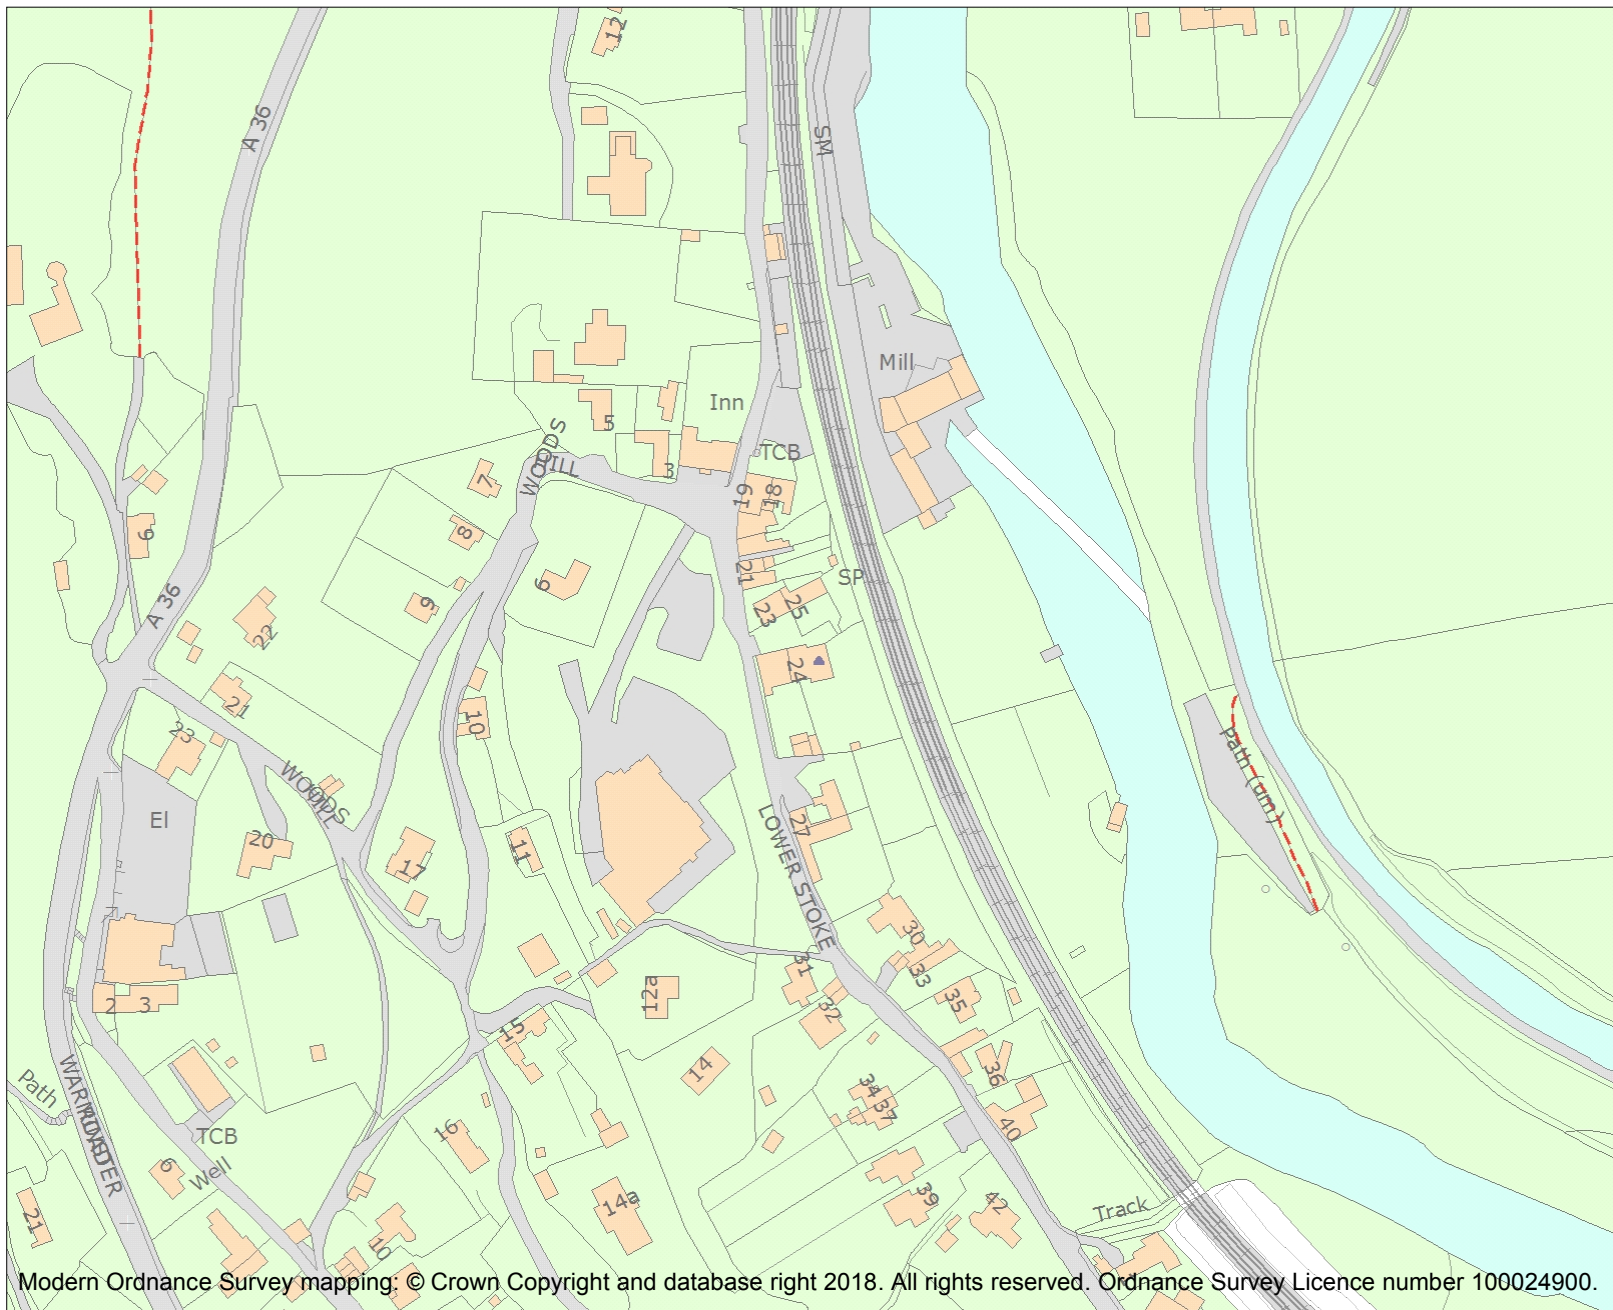 12
A 36
SM
Mill
Inn
5
WOODS
HILL
TCB
3
7
19
18
8
6
6
21
SP
9
A 36
25
23
22
24
21
10
23
Path (um)
WOODS
HILL
El
LOWER STOKE
27
20
11
17
30
31
33
12a
35
2
3
32
15
14
36
WARMINSTER
ROAD
Path
34
37
TCB
16
40
6
Well
39
14a
42
Track
21
10
Modern Ordnance Survey mapping: © Crown Copyright and database right 2018. All rights reserved. Ordnance Survey Licence number 100024900.